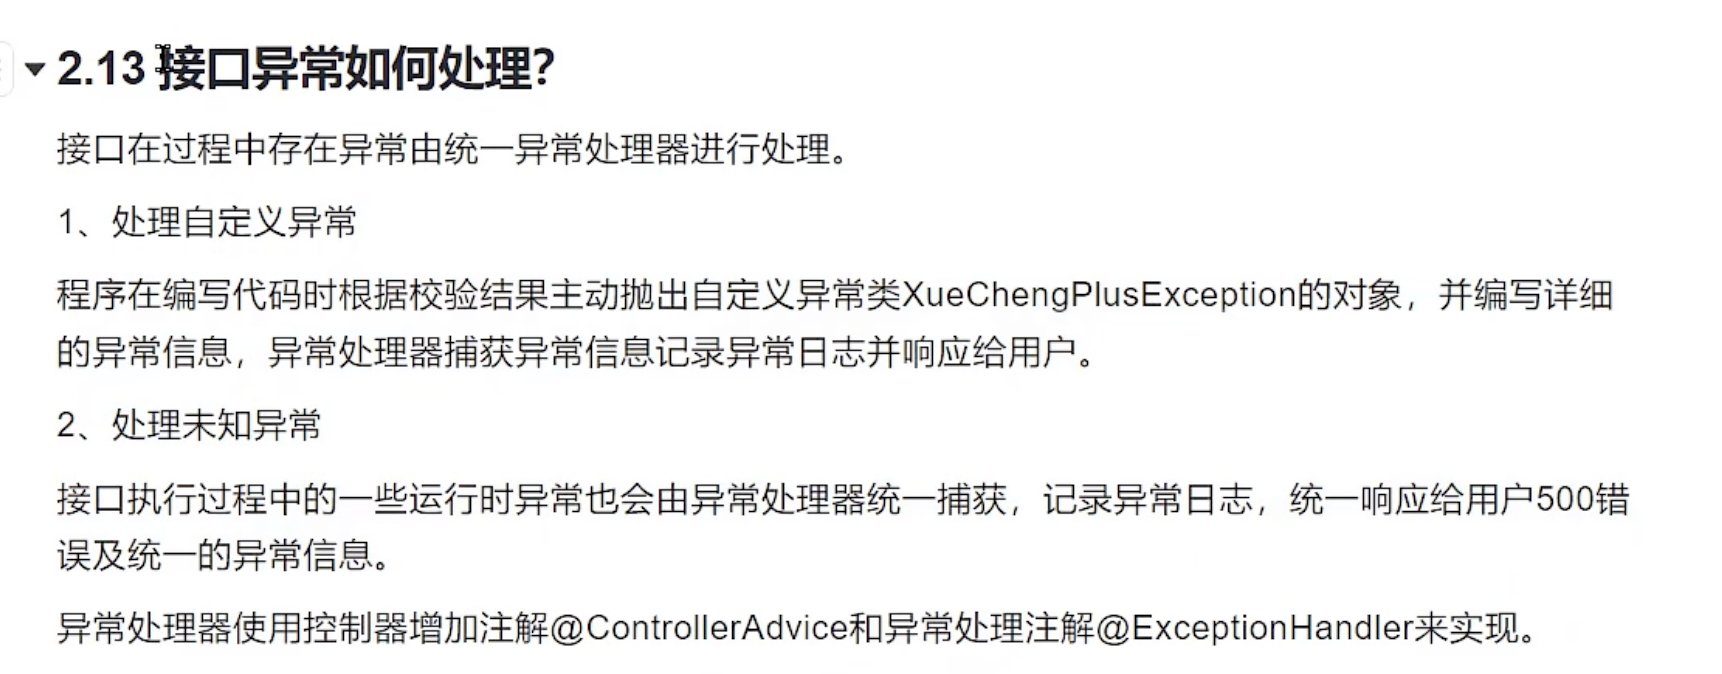 2.13 接口异常如何处理?
接口在过程中存在异常由统一异常处理器进行处理。
1、处理自定义异常
程序在编写代码时根据校验结果主动抛出自定义异常类XueChengPlusException的对象，并编写详细
的异常信息，异常处理器捕获异常信息记录异常日志并响应给用户。
2、处理未知异常
接口执行过程中的一些运行时异常也会由异常处理器统一捕获，记录异常日志，统一响应给用户500错
误及统一的异常信息。
异常处理器使用控制器增加注解@ControllerAdvice和异常处理注解@ExceptionHandler来实现。